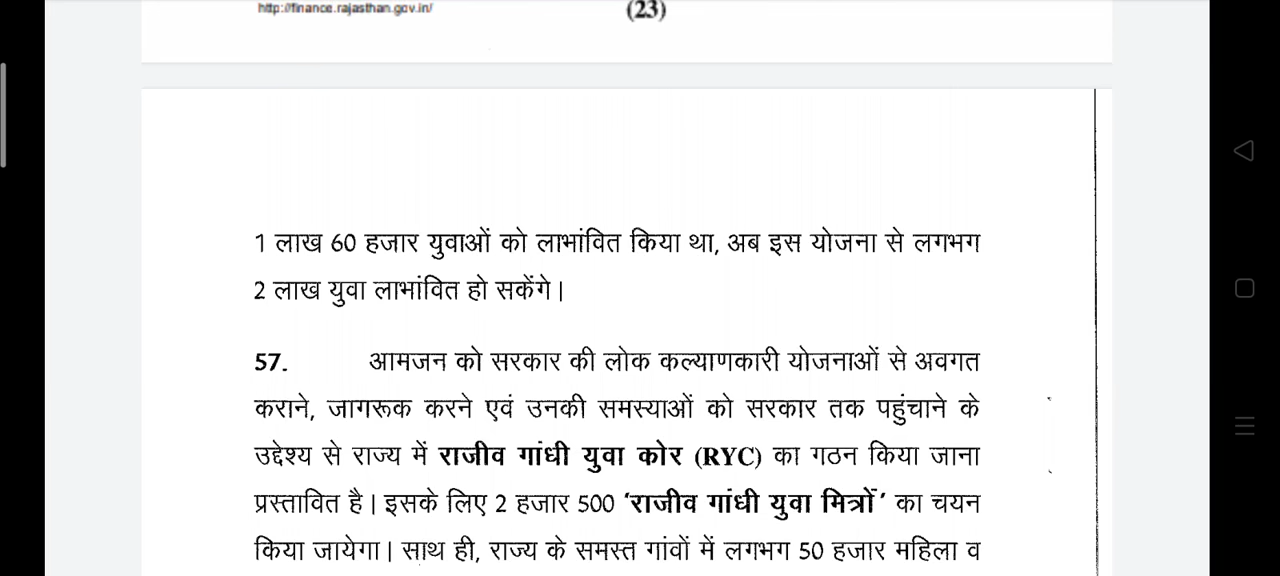 http://finance.rajasthan.gov.in/ (23)
1 लाख 60 हजार युवाओं को लाभांवित किया था, अब इस योजना से लगभग
2 लाख युवा लाभांवित हो सकेंगे।
57. आमजन को सरकार की लोक कल्याणकारी योजनाओं से अवगत
कराने, जागरूक करने एवं उनकी समस्याओं को सरकार तक पहुंचाने के
उद्देश्य से राज्य में राजीव गांधी युवा कोर (RYC) का गठन किया जाना
प्रस्तावित है। इसके लिए 2 हजार 500 ‘राजीव गांधी युवा मित्रों’ का चयन
किया जायेगा। साथ ही, राज्य के समस्त गांवों में लगभग 50 हजार महिला व